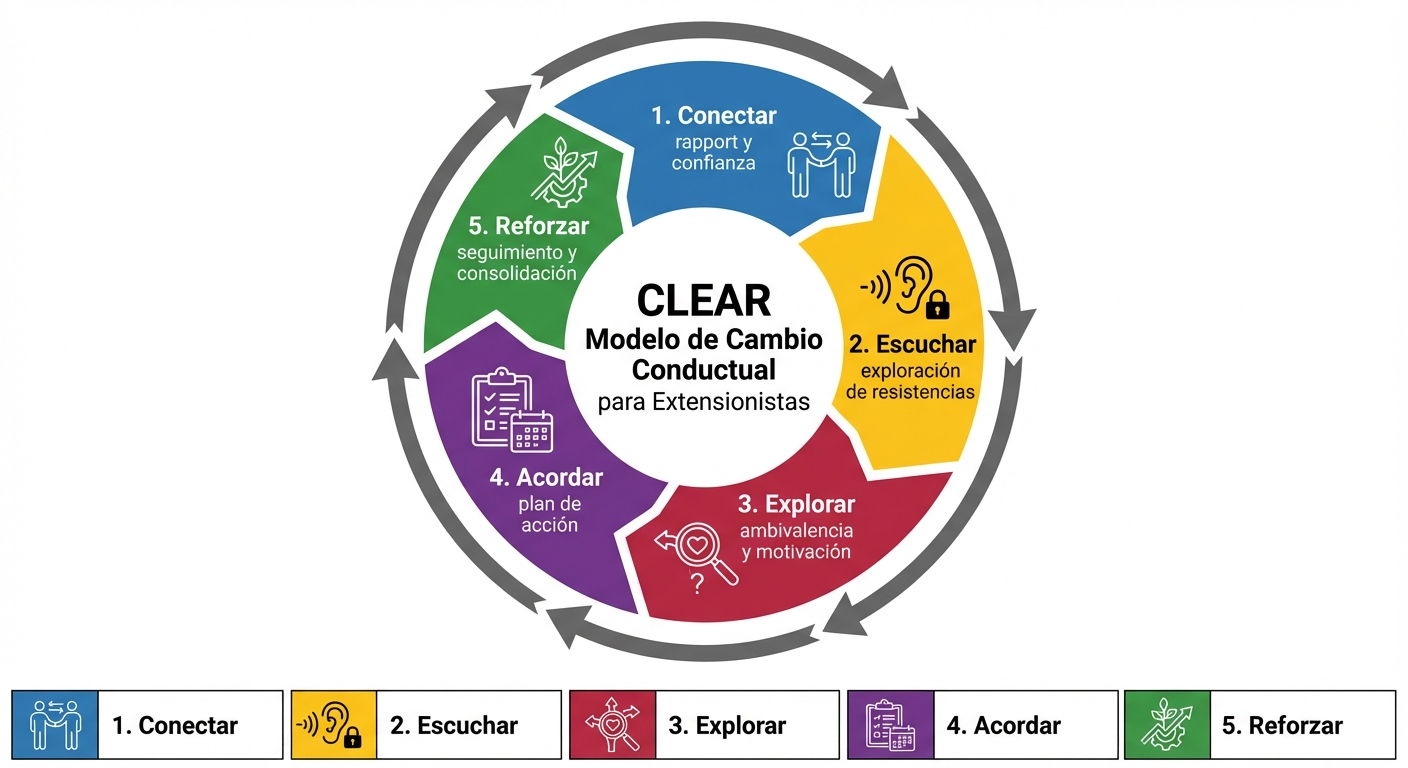 CLEAR
Modelo de Cambio
Conductual
para Extensionistas
1. Conectar
rapport y
confianza
2. Escuchar
exploración
de resistencias
3. Explorar
ambivalencia
y motivación
?
4. Acordar
plan de
acción
5. Reforzar
seguimiento y
consolidación
1. Conectar
2. Escuchar
3. Explorar
4. Acordar
5. Reforzar